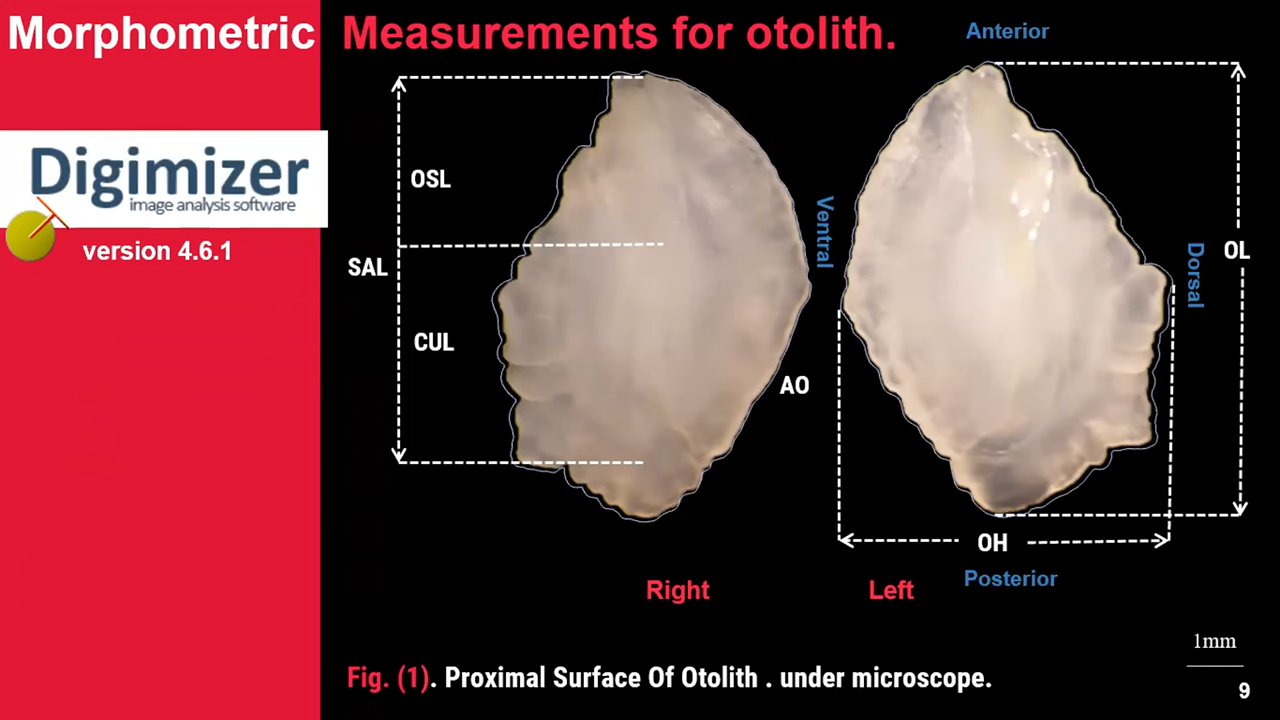 Morphometric Measurements for otolith.
Anterior
Digimizer
image analysis software
version 4.6.1
OSL
SAL
CUL
AO
Ventral
Dorsal
OL
OH
Posterior
Right
Left
1mm
Fig. (1). Proximal Surface Of Otolith . under microscope.
9